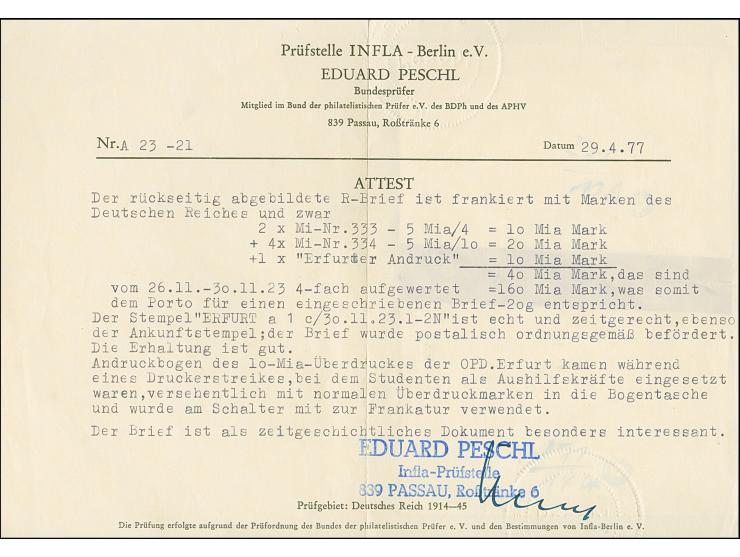 Prüfstelle INFLA - Berlin e.V.
EDUARD PESCHL
Bundesprüfer
Mitglied im Bund der philatelistischen Prüfer e.V. des BDPh und des APHV
839 Passau, Roßtränke 6
Nr. A 23 -21 Datum 29.4.77
ATTEST
Der rückseitig abgebildete R-Brief ist frankiert mit Marken des
Deutschen Reiches und zwar
2 x Mi-Nr.333 - 5 Mia/4 = 1o Mia Mark
+ 4x Mi-Nr.334 - 5 Mia/1o = 2o Mia Mark
+1 x "Erfurter Andruck" = 1o Mia Mark
= 4o Mia Mark,das sind
vom 26.11.-3o.11.23 4-fach aufgewertet =16o Mia Mark,was somit
dem Porto für einen eingeschriebenen Brief-2og entspricht.
Der Stempel"ERFURT a 1 c/3o.11.23.1-2N"ist echt und zeitgerecht,ebenso
der Ankunftstempel;der Brief wurde postalisch ordnungsgemäß befördert.
Die Erhaltung ist gut.
Andruckbogen des 1o-Mia-Überdruckes der OPD.Erfurt kamen während
eines Druckerstreikes,bei dem Studenten als Aushilfskräfte eingesetzt
waren,versehentlich mit normalen Überdruckmarken in die Bogentasche
und wurde am Schalter mit zur Frankatur verwendet.
Der Brief ist als zeitgeschichtliches Dokument besonders interessant.
EDUARD PESCHL
Infla-Prüfstelle
839 PASSAU, Roßtränke 6
Prüfgebiet: Deutsches Reich 1914—45
Die Prüfung erfolgte aufgrund der Prüfordnung des Bundes der philatelistischen Prüfer e. V. und den Bestimmungen von Infla-Berlin e. V.